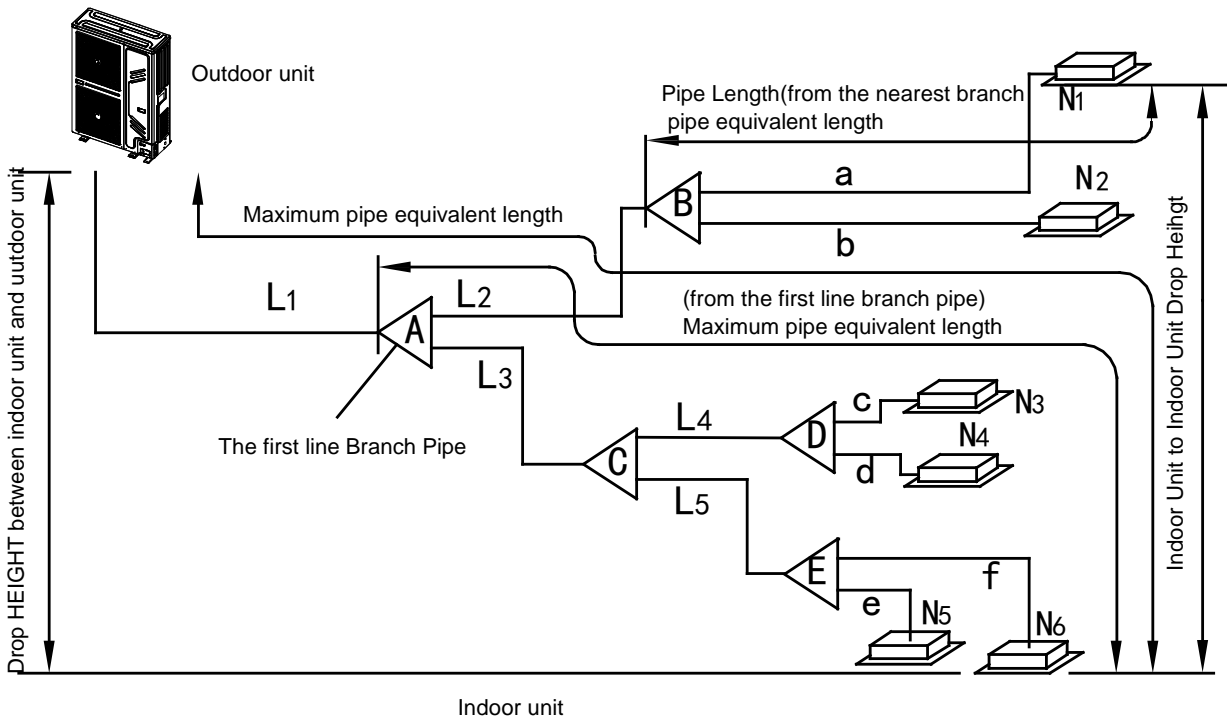 Outdoor unit
Pipe Length(from the nearest branch
pipe equivalent length
N1
a
N2
B
b
Maximum pipe equivalent length
L1
L2
A
(from the first line branch pipe)
Maximum pipe equivalent length
L3
The first line Branch Pipe
c
N3
L4
D
N4
C
d
L5
E
f
e
N5
N6
Drop HEIGHT between indoor unit and uutdoor unit
Indoor Unit to Indoor Unit Drop Heihgt
Indoor unit